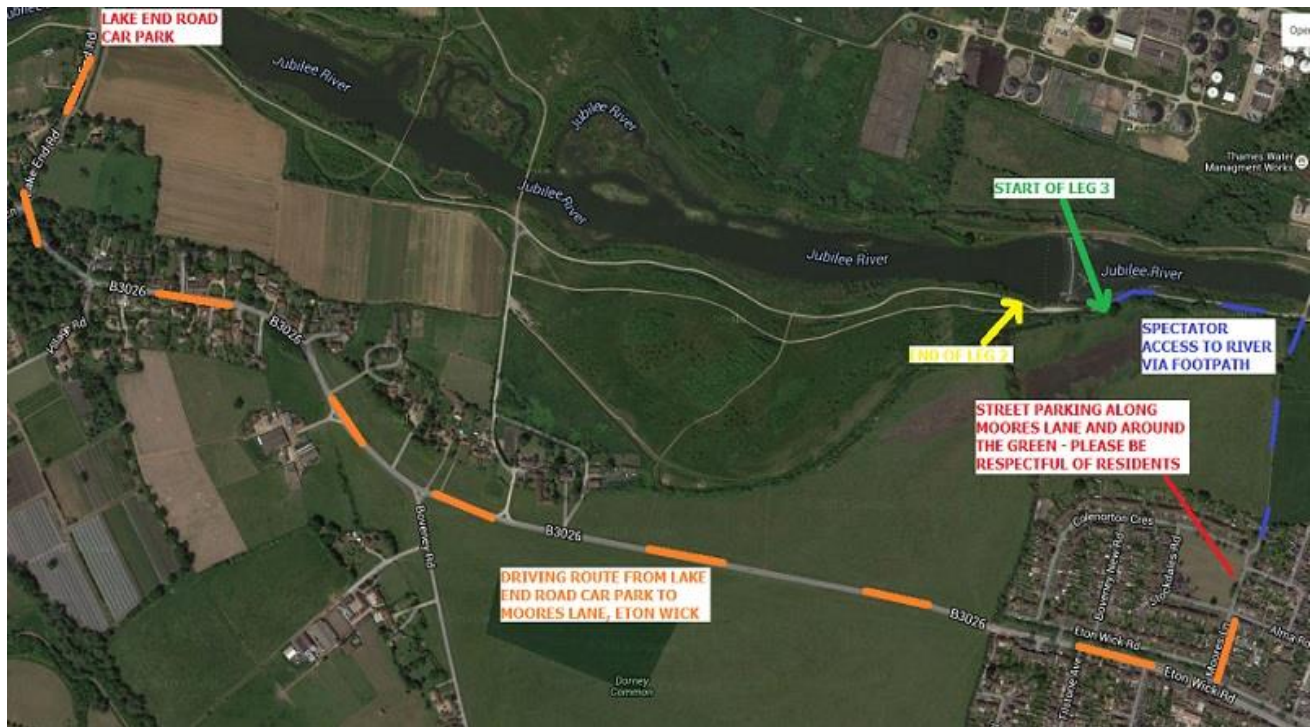 LAKE END ROAD
CAR PARK
Jubilee River
Jubilee River
Jubilee River
Jubilee River
Jubilee River
Open
Thames Water
Managment Works
Lake End Rd
START OF LEG 3
END OF LEG 2
SPECTATOR
ACCESS TO RIVER
VIA FOOTPATH
B3026
Village Rd
B3026
STREET PARKING ALONG
MOORES LANE AND AROUND
THE GREEN - PLEASE BE
RESPECTFUL OF RESIDENTS
Boveney Rd
B3026
DRIVING ROUTE FROM LAKE
END ROAD CAR PARK TO
MOORES LANE, ETON WICK
B3026
Colenorton Cres
Boveney New Rd
Stockdales Rd
Moores Ln
Eton Wick Rd
Eton Wick Rd
Tilstone Ave
Dorney
Common